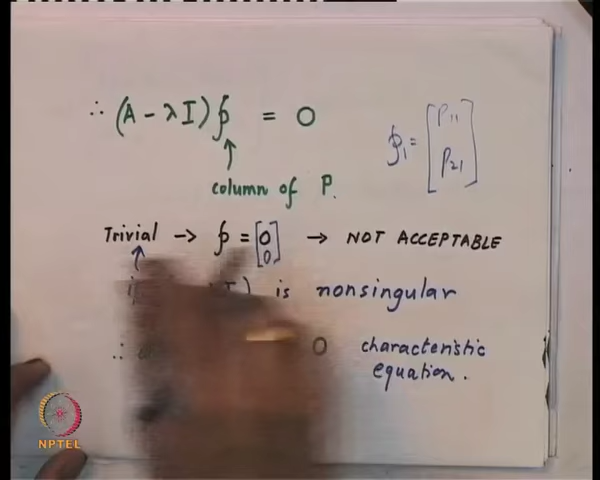 ∴ (A - λI) p = 0
p₁ = [P₁₁ P₂₁]
column of P.
Trivial → p = [0 0] → NOT ACCEPTABLE
I) is nonsingular
∴ 0 characteristic
equation.
NPTEL